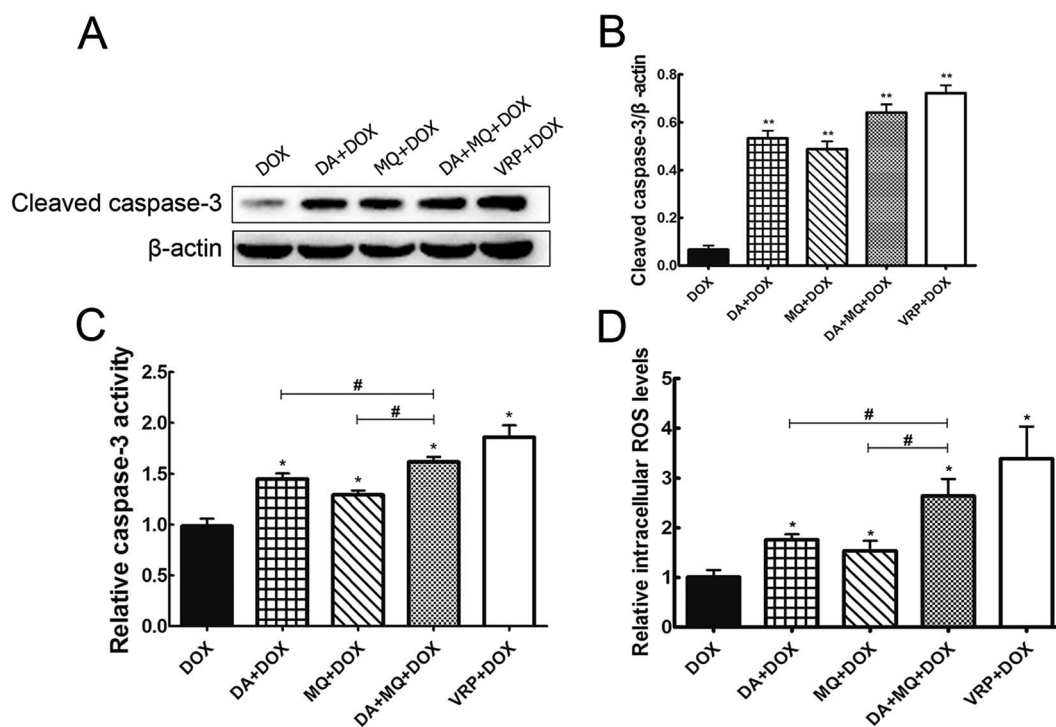 A
DOX
DA+DOX
MQ+DOX
DA+MQ+DOX
VRP+DOX
Cleaved caspase-3
β-actin
B
Cleaved caspase-3/β -actin
0.8
0.6
0.4
0.2
0.0
**
**
**
**
DOX
DA+DOX
MQ+DOX
DA+MQ+DOX
VRP+DOX
C
Relative caspase-3 activity
2.5
2.0
1.5
1.0
0.5
0.0
#
#
*
*
*
*
DOX
DA+DOX
MQ+DOX
DA+MQ+DOX
VRP+DOX
D
Relative intracellular ROS levels
5
4
3
2
1
0
#
#
*
*
*
*
DOX
DA+DOX
MQ+DOX
DA+MQ+DOX
VRP+DOX